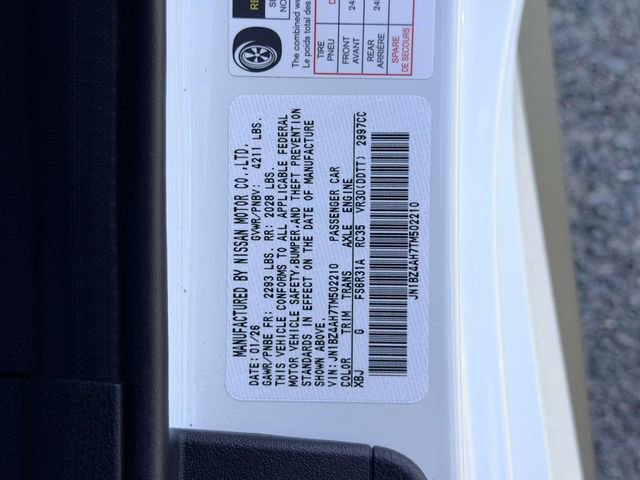 The combined we
Le poids total des
TIRE
PNEU
FRONT
AVANT
REAR
ARRIÈRE
SPARE
DE SECOURS
MANUFACTURED BY NISSAN MOTOR CO.,LTD.
DATE: 01/26 GVWR/PNBV: 4211 LBS.
GAWR/PNBE FR: 2293 LBS. RR: 2028 LBS.
THIS VEHICLE CONFORMS TO ALL APPLICABLE FEDERAL
MOTOR VEHICLE SAFETY,BUMPER,AND THEFT PREVENTION
STANDARDS IN EFFECT ON THE DATE OF MANUFACTURE
SHOWN ABOVE.
VIN: JN1BZ4AH7TM502210 PASSENGER CAR
COLOR TRIM TRANS AXLE ENGINE
XBJ G FS6R31A RC35 VR30(DDTT) 2997CC
JN1BZ4AH7TM502210